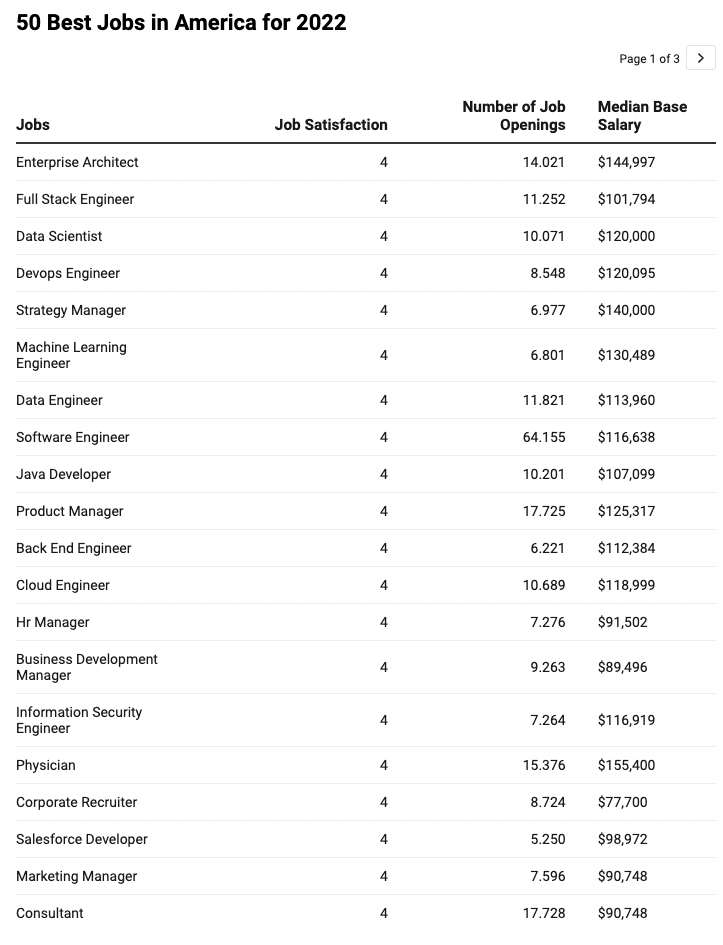 50 Best Jobs in America for 2022
Page 1 of 3 >
Jobs Job Satisfaction Number of Job Openings Median Base Salary
Enterprise Architect 4 14.021 $144,997
Full Stack Engineer 4 11.252 $101,794
Data Scientist 4 10.071 $120,000
Devops Engineer 4 8.548 $120,095
Strategy Manager 4 6.977 $140,000
Machine Learning Engineer 4 6.801 $130,489
Data Engineer 4 11.821 $113,960
Software Engineer 4 64.155 $116,638
Java Developer 4 10.201 $107,099
Product Manager 4 17.725 $125,317
Back End Engineer 4 6.221 $112,384
Cloud Engineer 4 10.689 $118,999
Hr Manager 4 7.276 $91,502
Business Development Manager 4 9.263 $89,496
Information Security Engineer 4 7.264 $116,919
Physician 4 15.376 $155,400
Corporate Recruiter 4 8.724 $77,700
Salesforce Developer 4 5.250 $98,972
Marketing Manager 4 7.596 $90,748
Consultant 4 17.728 $90,748